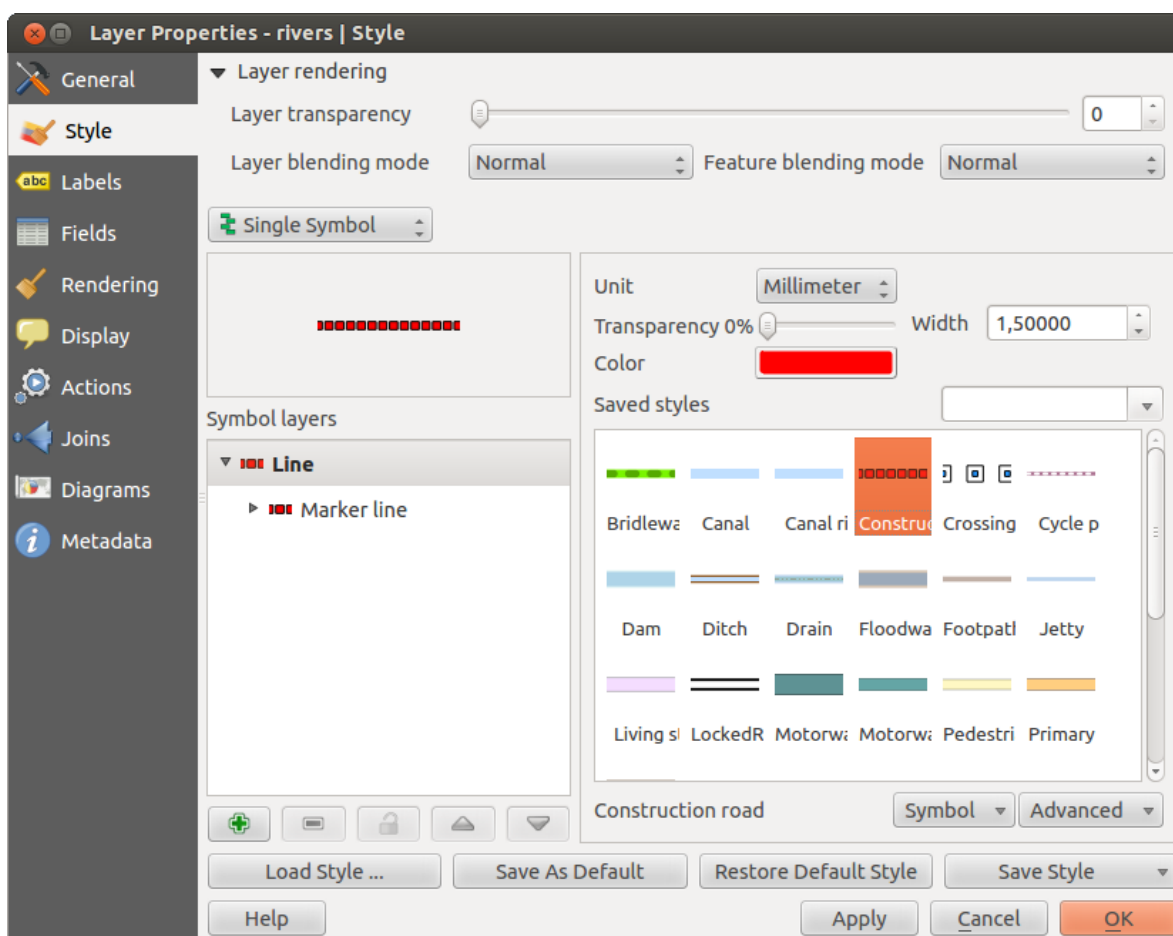 Layer Properties - rivers | Style
General
Style
abc Labels
Fields
Rendering
Display
Actions
Joins
Diagrams
Metadata
Layer rendering
Layer transparency 0
Layer blending mode Normal Feature blending mode Normal
Single Symbol
Unit Millimeter
Transparency 0% Width 1,50000
Color
Saved styles
Symbol layers
Line
Marker line
Bridlewa Canal Canal ri Construc Crossing Cycle p
Dam Ditch Drain Floodwa Footpath Jetty
Living st LockedR Motorwa Motorwa Pedestri Primary
Construction road Symbol Advanced
Load Style ... Save As Default Restore Default Style Save Style
Help Apply Cancel OK